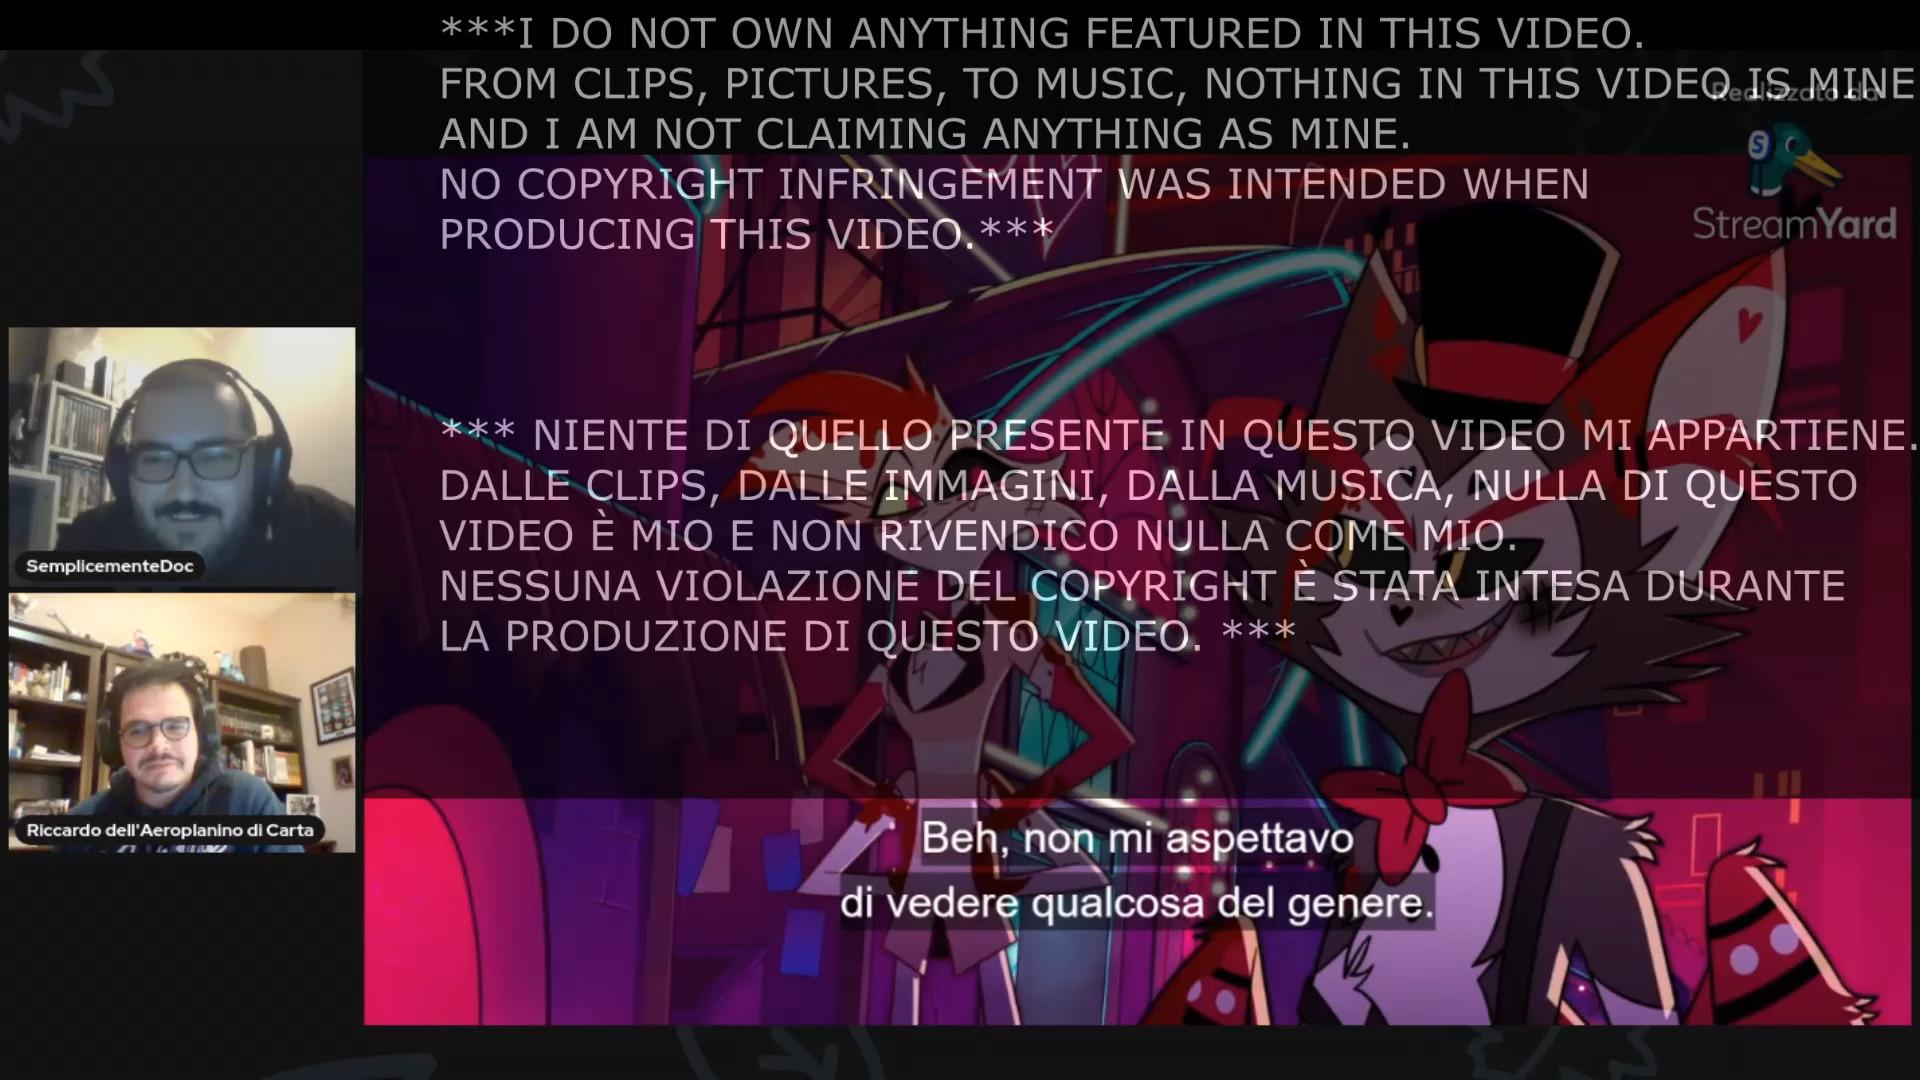 ***I DO NOT OWN ANYTHING FEATURED IN THIS VIDEO.
FROM CLIPS, PICTURES, TO MUSIC, NOTHING IN THIS VIDEO IS MINE
AND I AM NOT CLAIMING ANYTHING AS MINE.
NO COPYRIGHT INFRINGEMENT WAS INTENDED WHEN
PRODUCING THIS VIDEO.***
Realizzato da
S
StreamYard
*** NIENTE DI QUELLO PRESENTE IN QUESTO VIDEO MI APPARTIENE.
DALLE CLIPS, DALLE IMMAGINI, DALLA MUSICA, NULLA DI QUESTO
VIDEO È MIO E NON RIVENDICO NULLA COME MIO.
NESSUNA VIOLAZIONE DEL COPYRIGHT È STATA INTESA DURANTE
LA PRODUZIONE DI QUESTO VIDEO. ***
SemplicementeDoc
Riccardo dell'Aeroplanino di Carta
Beh, non mi aspettavo
di vedere qualcosa del genere.